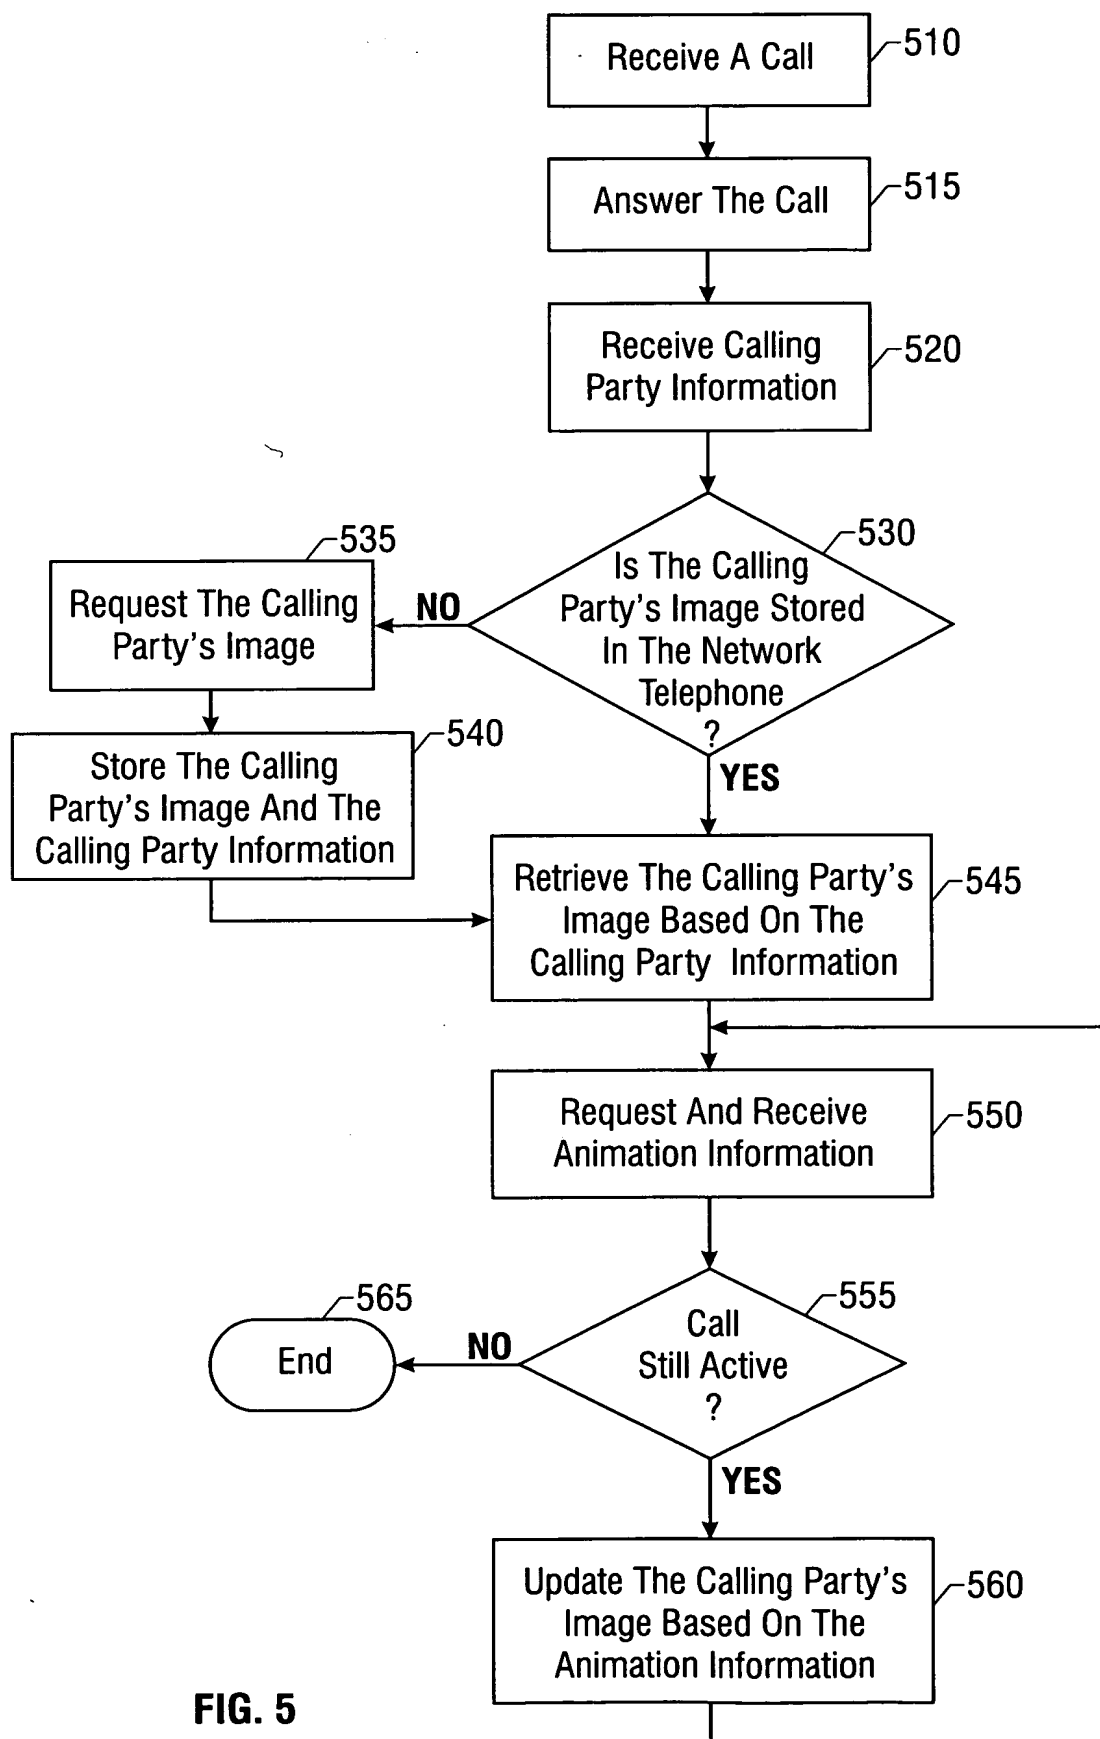 Receive A Call
510
Answer The Call
515
Receive Calling
Party Information
520
530
Is The Calling
Party's Image Stored
In The Network
Telephone
?
NO
YES
535
Request The Calling
Party's Image
540
Store The Calling
Party's Image And The
Calling Party Information
Retrieve The Calling Party's
Image Based On The
Calling Party Information
545
Request And Receive
Animation Information
550
555
Call
Still Active
?
NO
565
End
YES
Update The Calling Party's
Image Based On The
Animation Information
560
FIG. 5